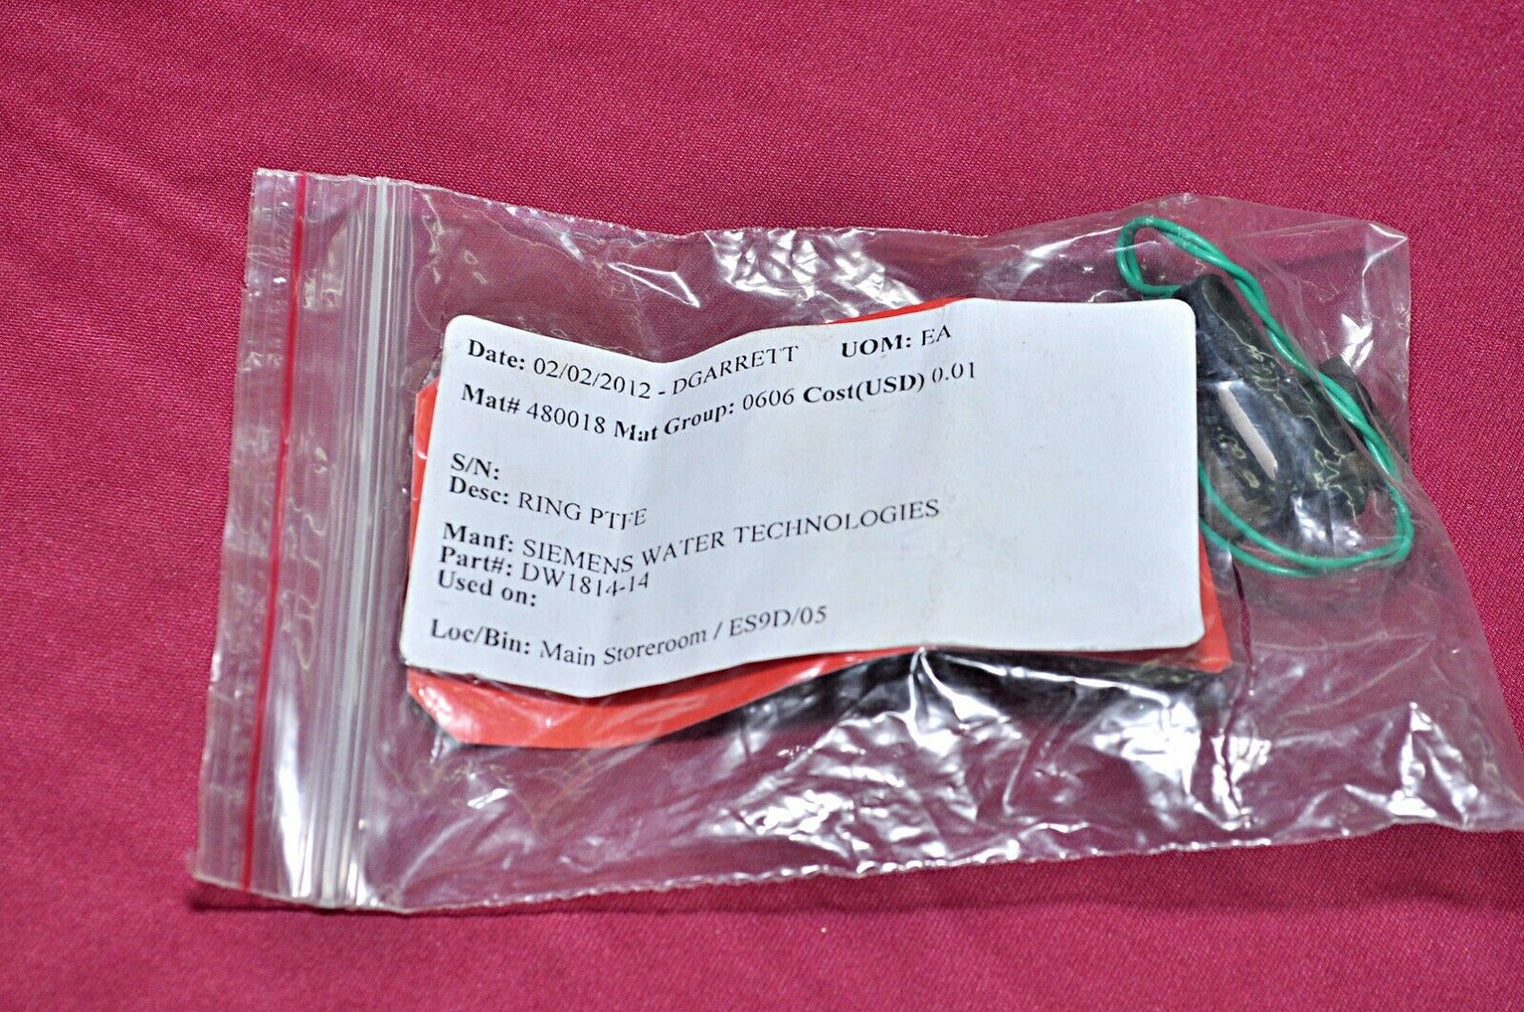 Date: 02/02/2012 - DGARRETT UOM: EA
Mat# 480018 Mat Group: 0606 Cost(USD) 0.01
S/N:
Desc: RING PTFE
Manf: SIEMENS WATER TECHNOLOGIES
Part#: DW1814-14
Used on:
Loc/Bin: Main Storeroom / ES9D/05